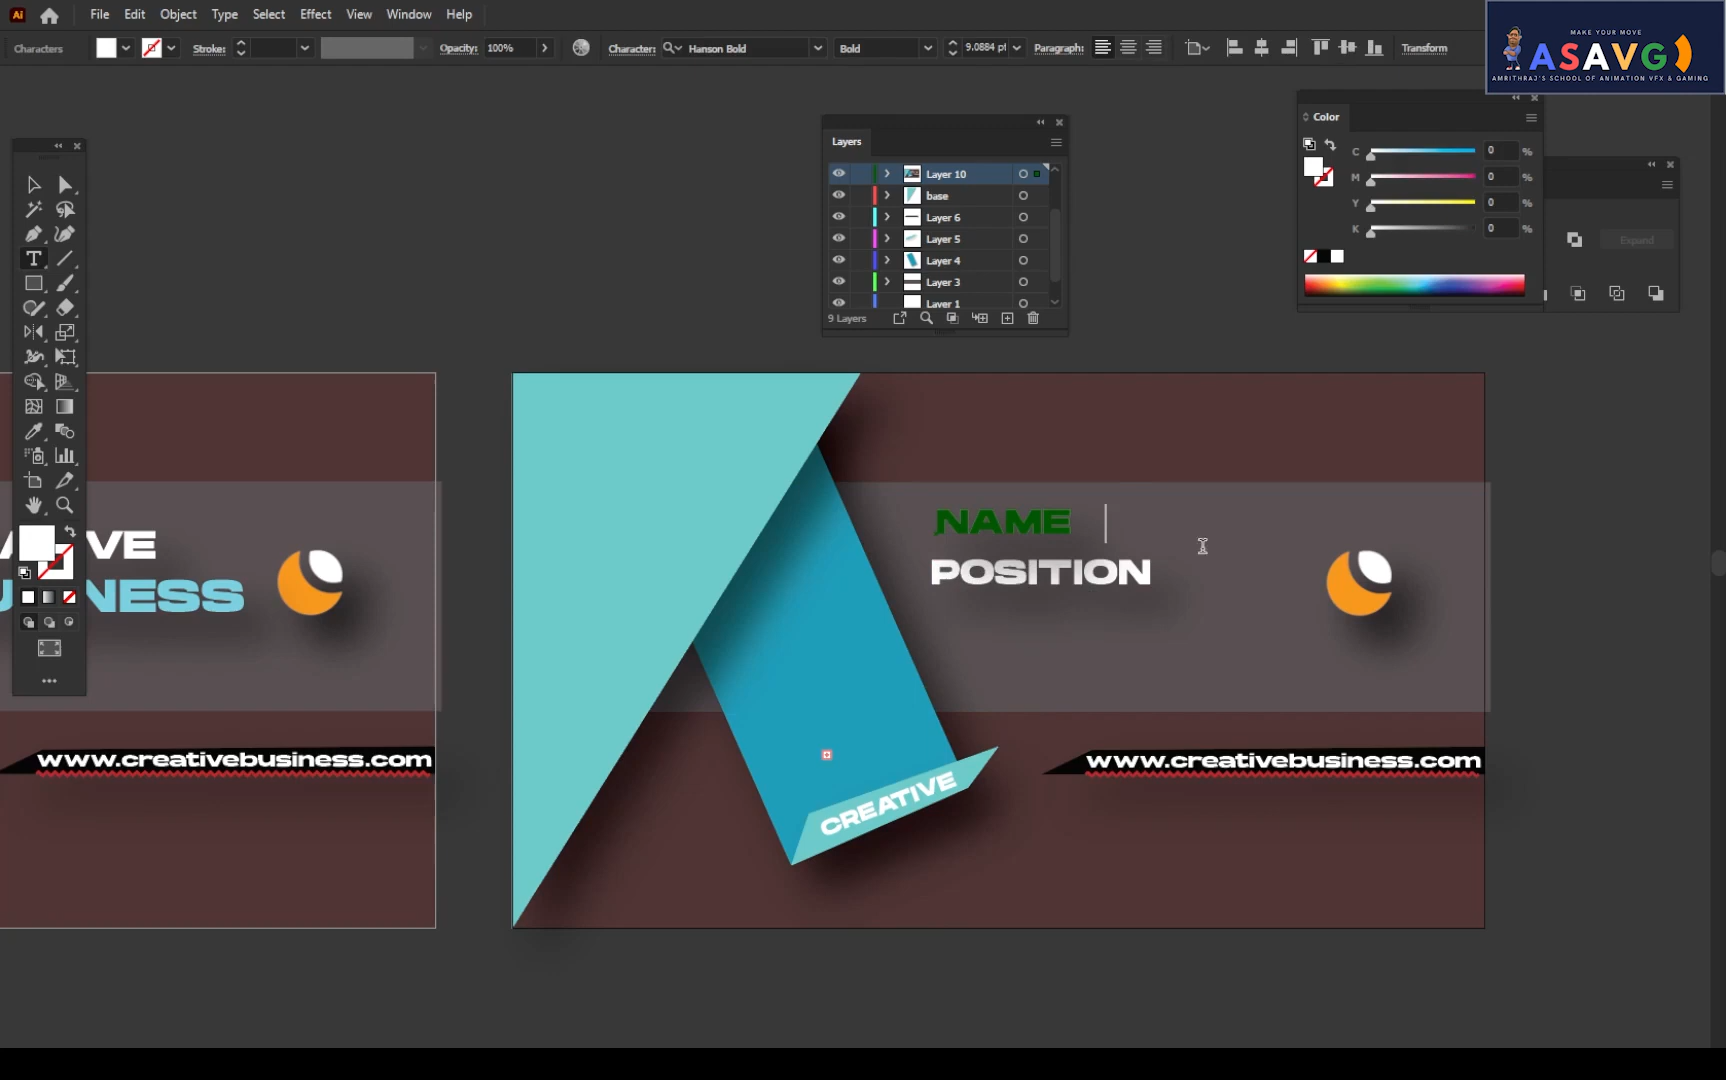 Ai File Edit Object Type Select Effect View Window Help
Characters Stroke: Opacity: 100% Character: Hanson Bold Bold 9.0884 pt Paragraph: Transform
MAKE YOUR MOVE
ASAVG
AMRITHRAJ'S SCHOOL OF ANIMATION VFX & GAMING
Layers
Layer 10
base
Layer 6
Layer 5
Layer 4
Layer 3
Layer 1
9 Layers
Color
C 0 %
M 0 %
Y 0 %
K 0 %
Expand
NAME
POSITION
VE
NESS
www.creativebusiness.com
CREATIVE
www.creativebusiness.com